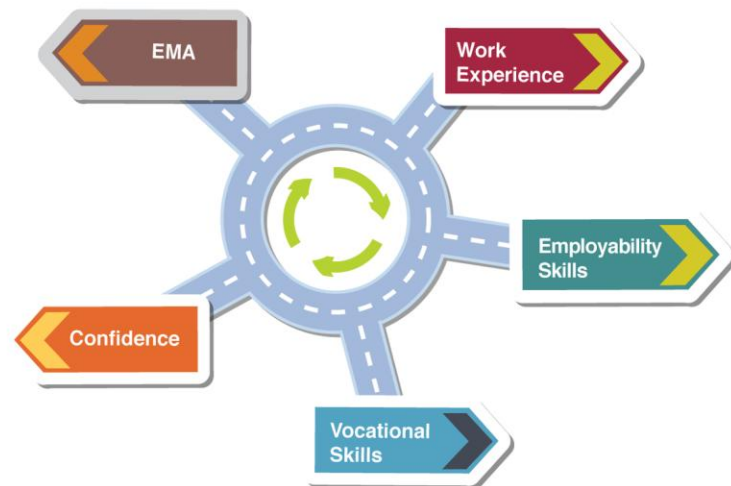 EMA
Work
Experience
Employability
Skills
Confidence
Vocational
Skills